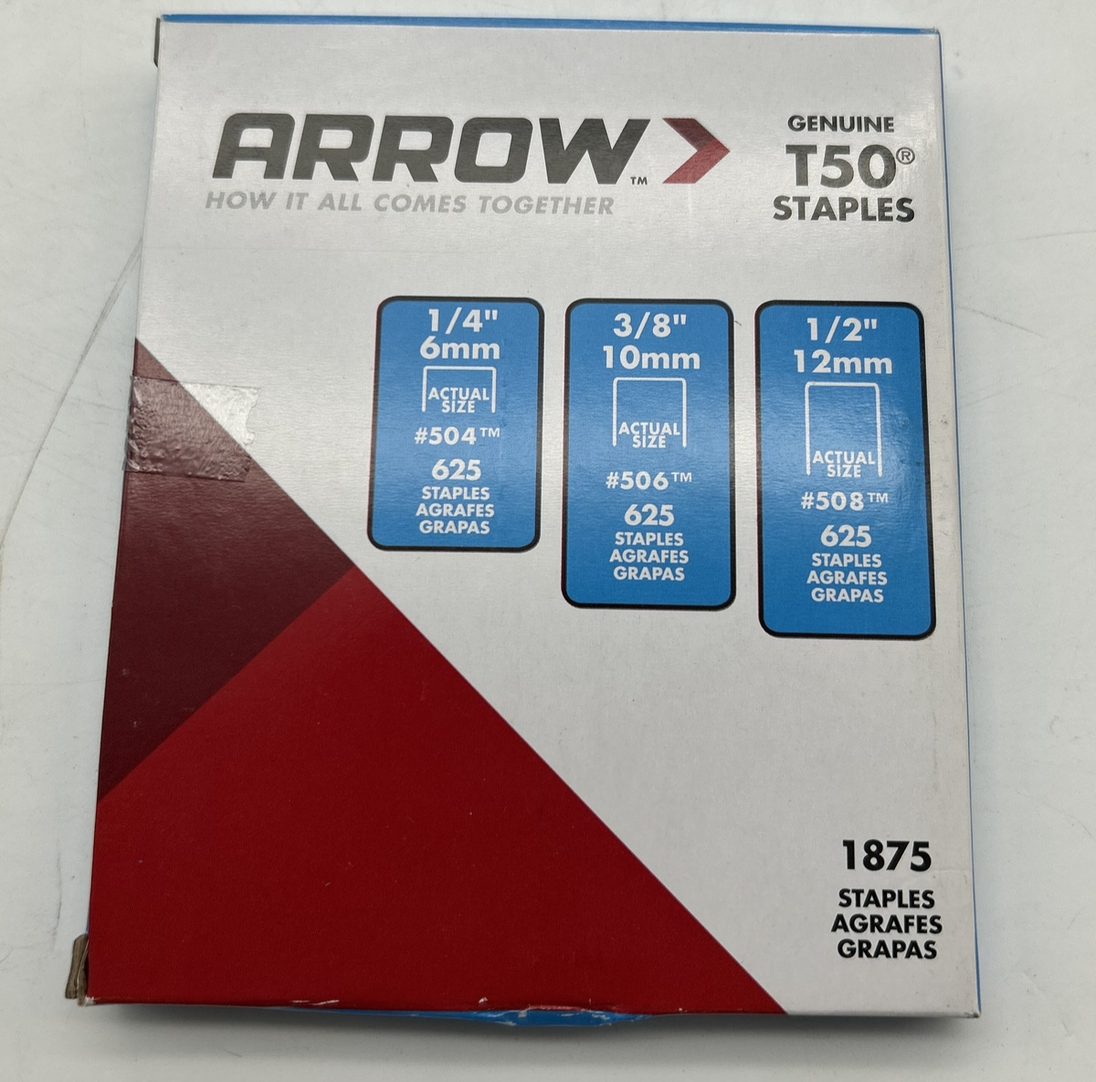 ARROW™
HOW IT ALL COMES TOGETHER
GENUINE
T50®
STAPLES
1/4"
6mm
ACTUAL
SIZE
#504™
625
STAPLES
AGRAFES
GRAPAS
3/8"
10mm
ACTUAL
SIZE
#506™
625
STAPLES
AGRAFES
GRAPAS
1/2"
12mm
ACTUAL
SIZE
#508™
625
STAPLES
AGRAFES
GRAPAS
1875
STAPLES
AGRAFES
GRAPAS